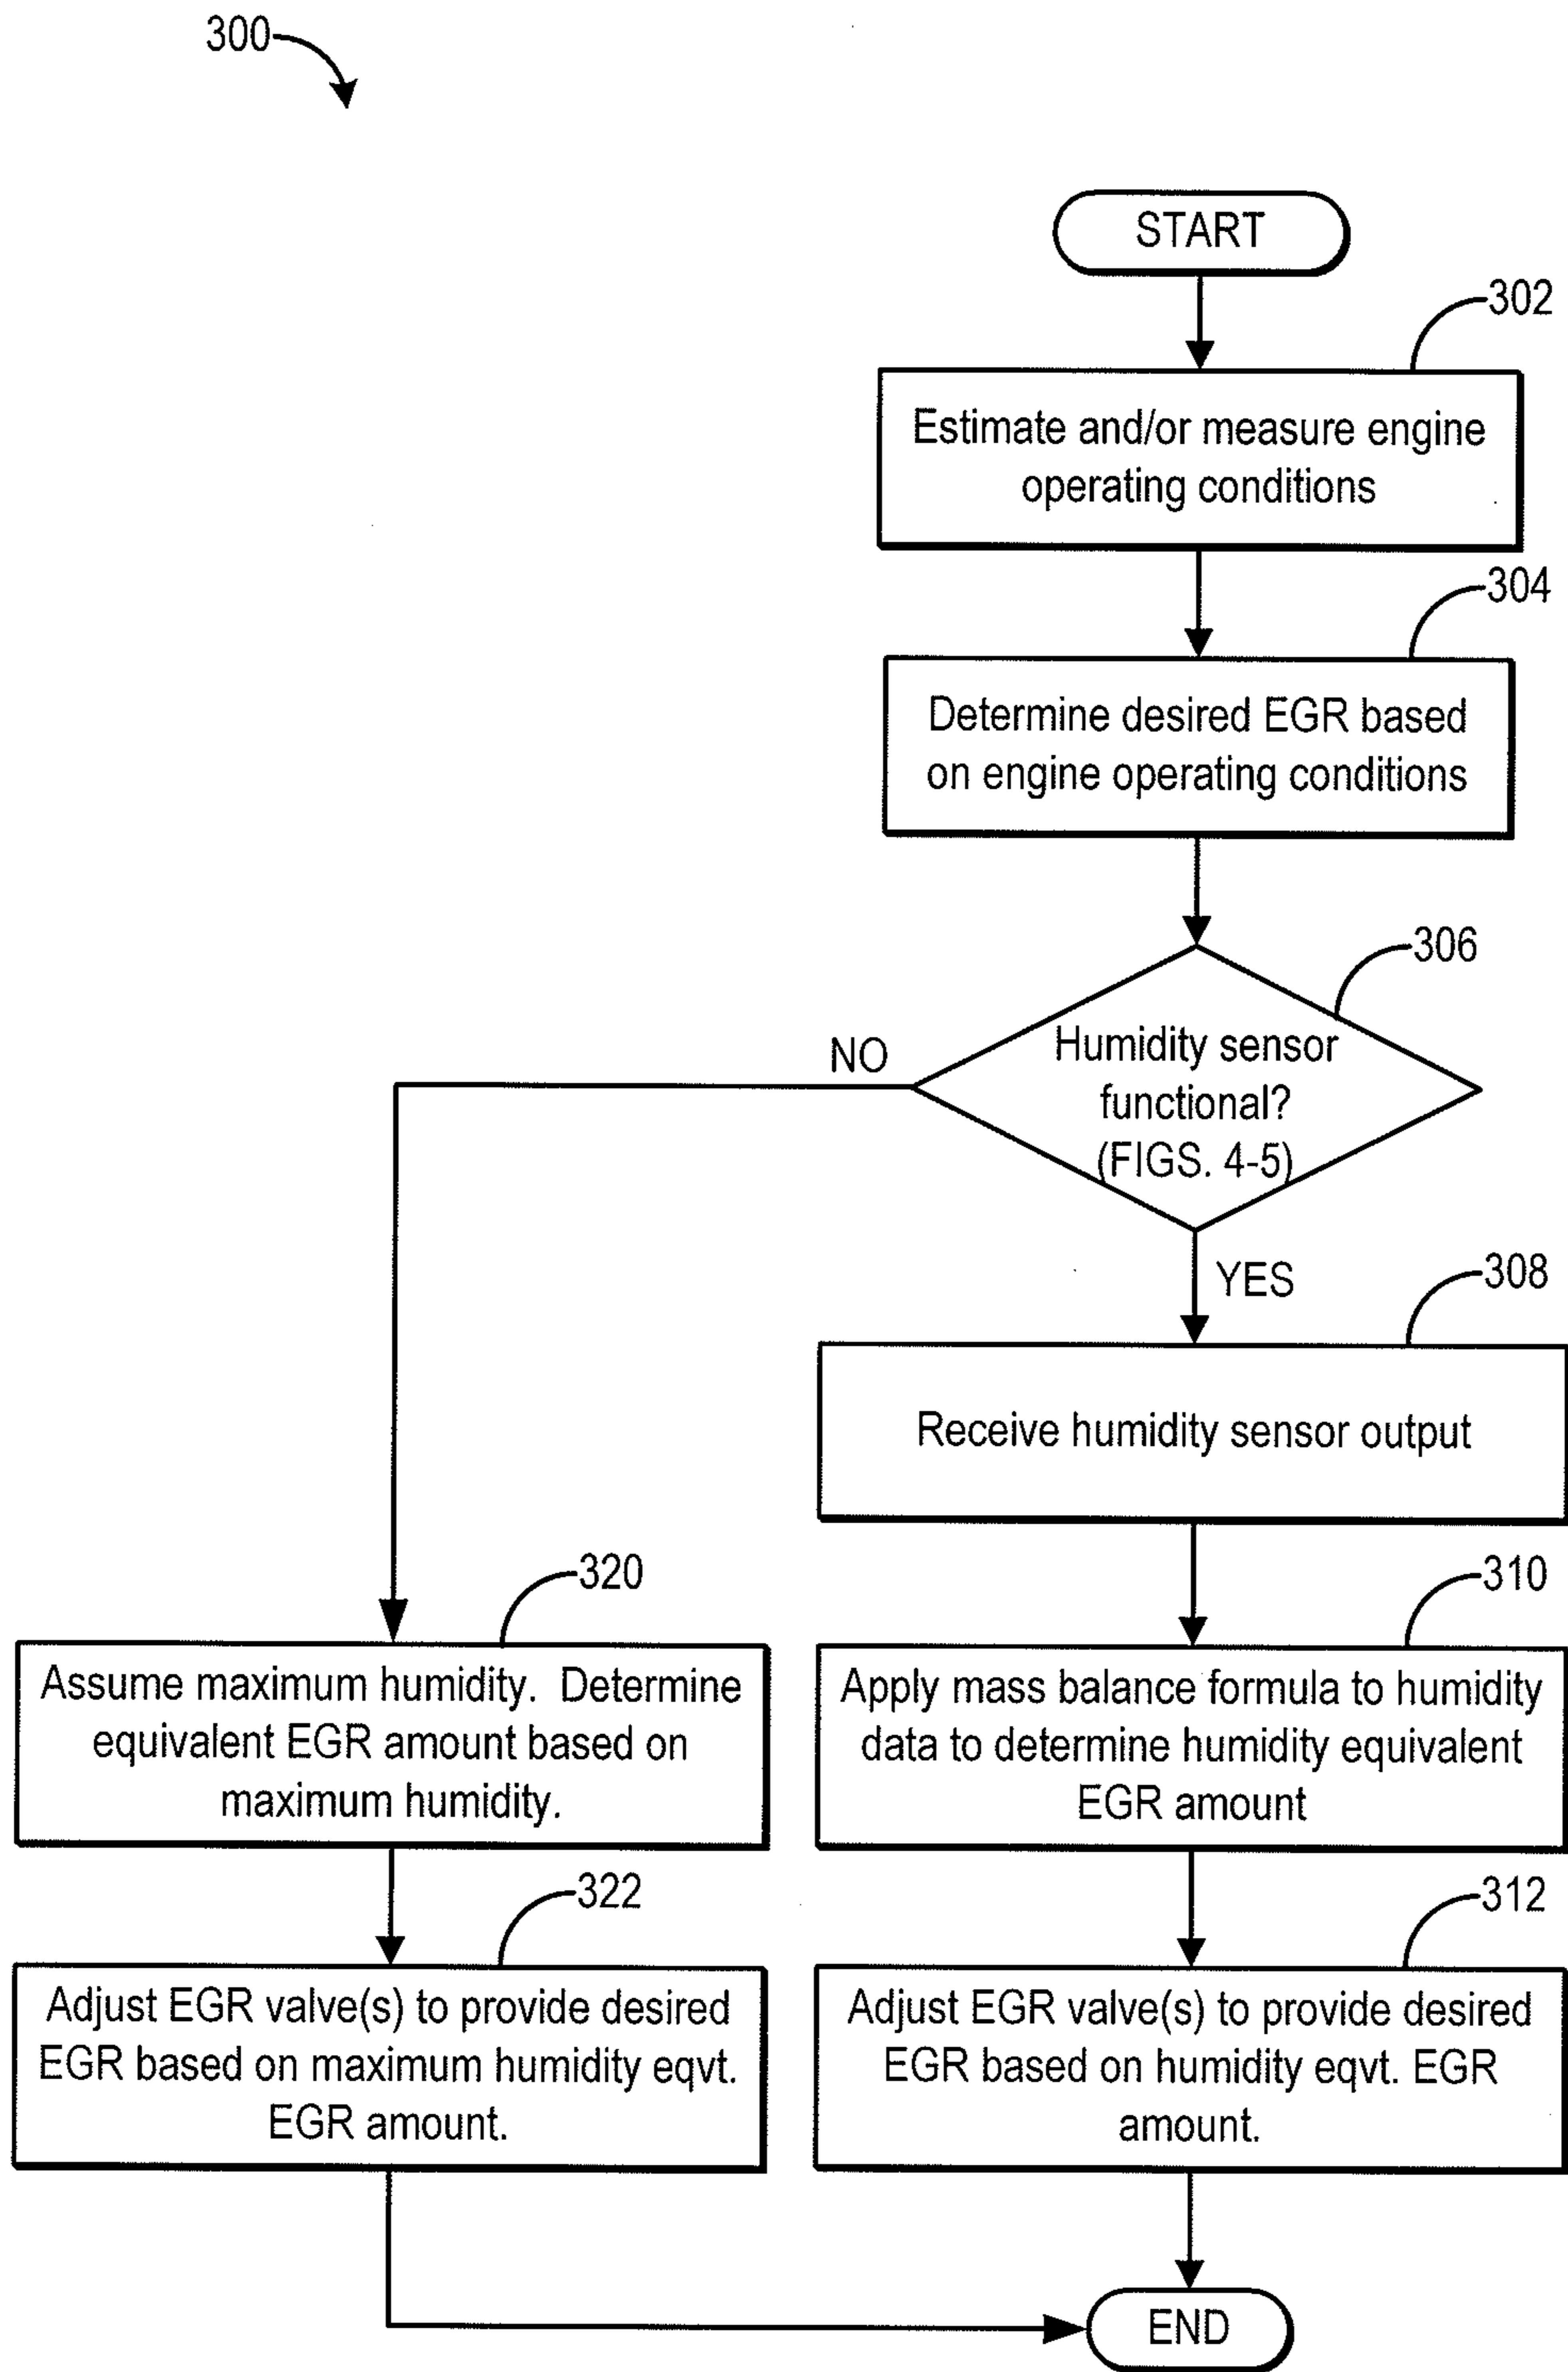 300
START
302
Estimate and/or measure engine
operating conditions
304
Determine desired EGR based
on engine operating conditions
306
Humidity sensor
functional?
(FIGS. 4-5)
NO
YES
308
Receive humidity sensor output
320
Assume maximum humidity. Determine
equivalent EGR amount based on
maximum humidity.
310
Apply mass balance formula to humidity
data to determine humidity equivalent
EGR amount
322
Adjust EGR valve(s) to provide desired
EGR based on maximum humidity eqvt.
EGR amount.
312
Adjust EGR valve(s) to provide desired
EGR based on humidity eqvt. EGR
amount.
END